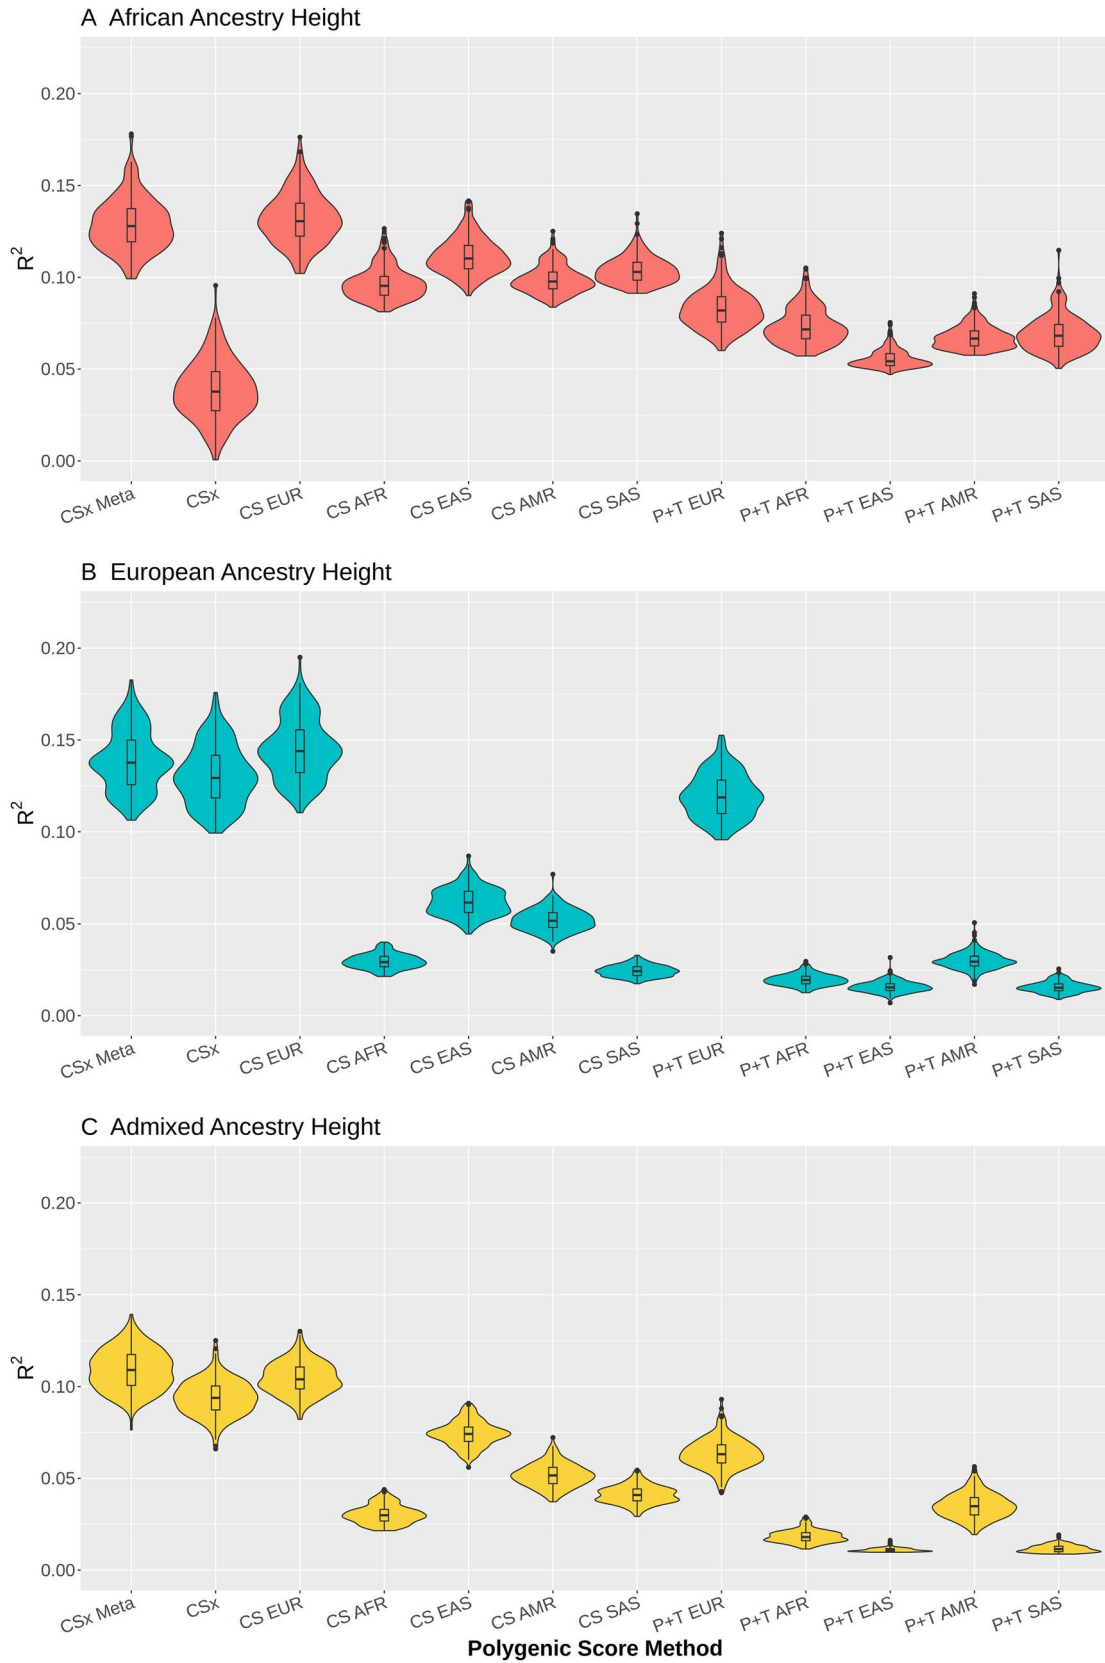 A African Ancestry Height
0.20
0.15
0.10
0.05
0.00
R²
CSx Meta CSx CS EUR CS AFR CS EAS CS AMR CS SAS P+T EUR P+T AFR P+T EAS P+T AMR P+T SAS
B European Ancestry Height
0.20
0.15
0.10
0.05
0.00
R²
CSx Meta CSx CS EUR CS AFR CS EAS CS AMR CS SAS P+T EUR P+T AFR P+T EAS P+T AMR P+T SAS
C Admixed Ancestry Height
0.20
0.15
0.10
0.05
0.00
R²
CSx Meta CSx CS EUR CS AFR CS EAS CS AMR CS SAS P+T EUR P+T AFR P+T EAS P+T AMR P+T SAS
Polygenic Score Method